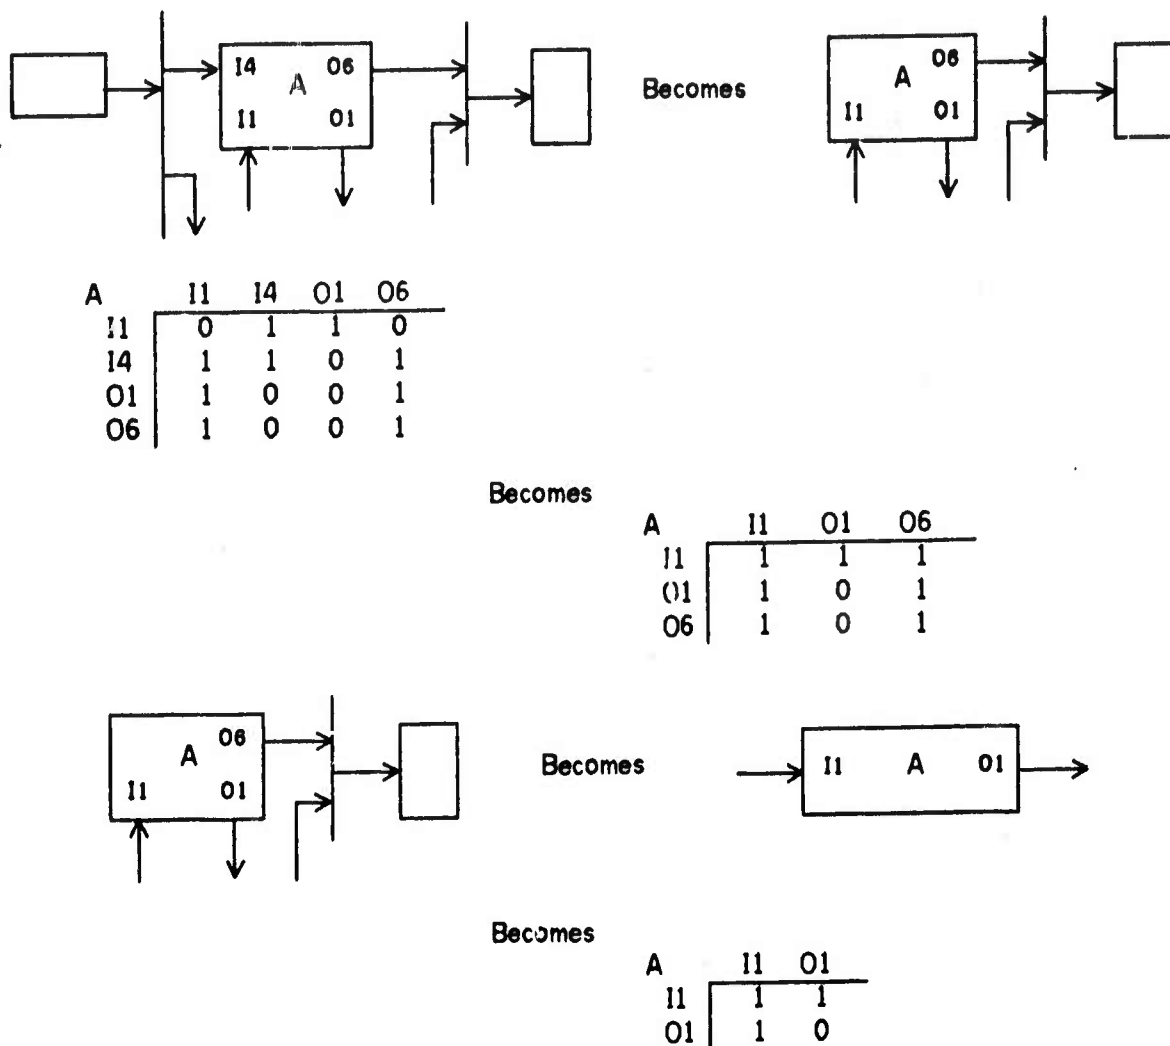 I4 A O6
I1 O1
Becomes
A O6
I1 O1
A I1 I4 O1 O6
I1 0 1 1 0
I4 1 1 0 1
O1 1 0 0 1
O6 1 0 0 1
Becomes
A I1 O1 O6
I1 1 1 1
O1 1 0 1
O6 1 0 1
A O6
I1 O1
Becomes
I1 A O1
Becomes
A I1 O1
I1 1 1
O1 1 0